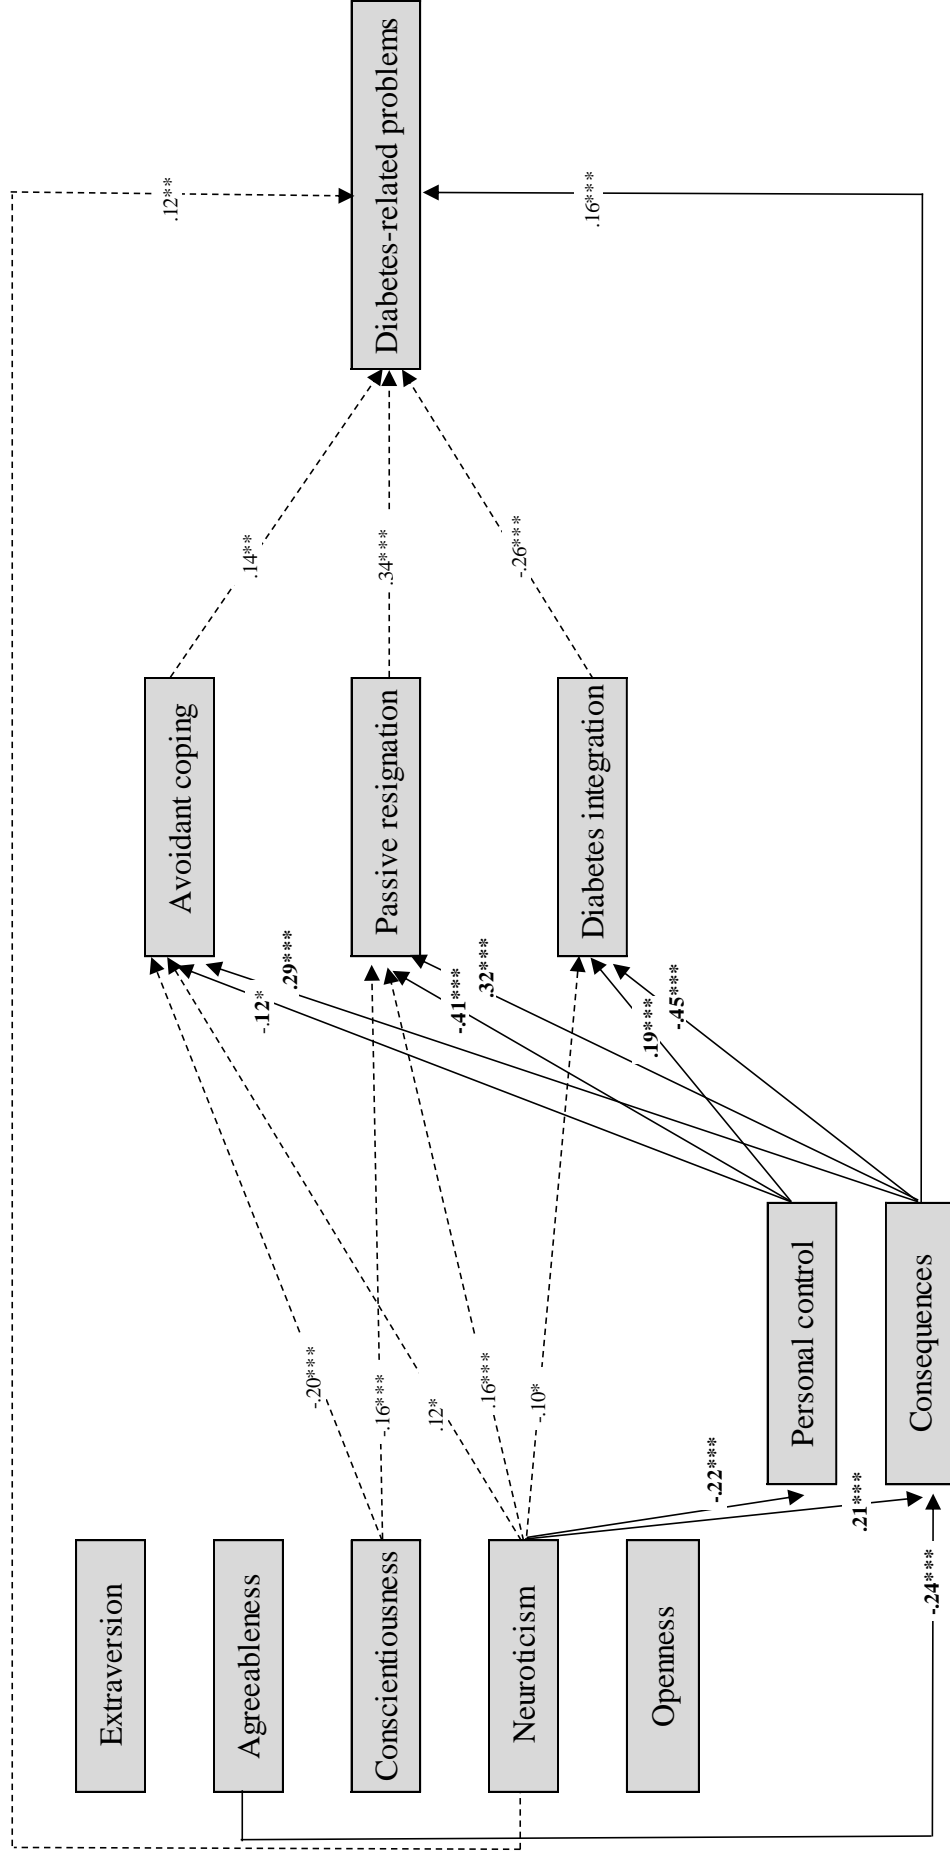 Extraversion
Agreeableness
Conscientiousness
Neuroticism
Openness
Personal control
Consequences
Avoidant coping
Passive resignation
Diabetes integration
Diabetes-related problems
-.20***
-.16***
.12*
.16***
-.10*
-.22***
.21***
-.24***
-.12*
.29***
-.41***
.32***
.19***
-.45***
.14**
.34***
-.26***
.12**
.16***